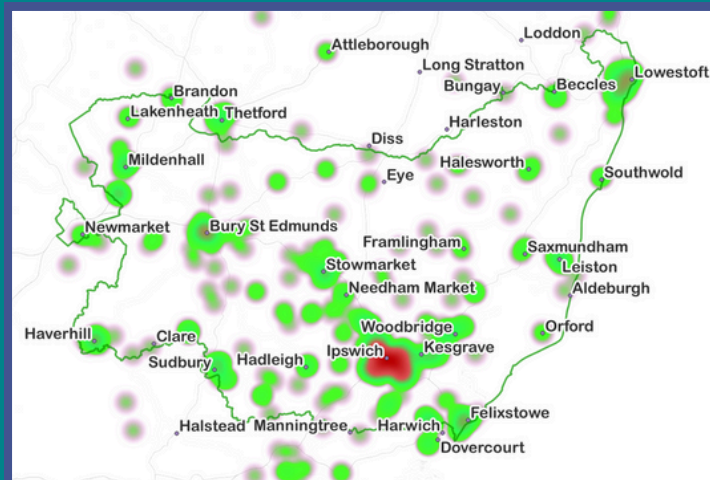 Loddon
Attleborough
Long Stratton
Lowestoft
Bungay
Beccles
Brandon
Lakenheath
Thetford
Harleston
Diss
Mildenhall
Halesworth
Eye
Southwold
Newmarket
Bury St Edmunds
Framlingham
Saxmundham
Stowmarket
Leiston
Needham Market
Aldeburgh
Haverhill
Clare
Woodbridge
Orford
Ipswich
Kesgrave
Sudbury
Hadleigh
Felixstowe
Halstead
Manningtree
Harwich
Dovercourt